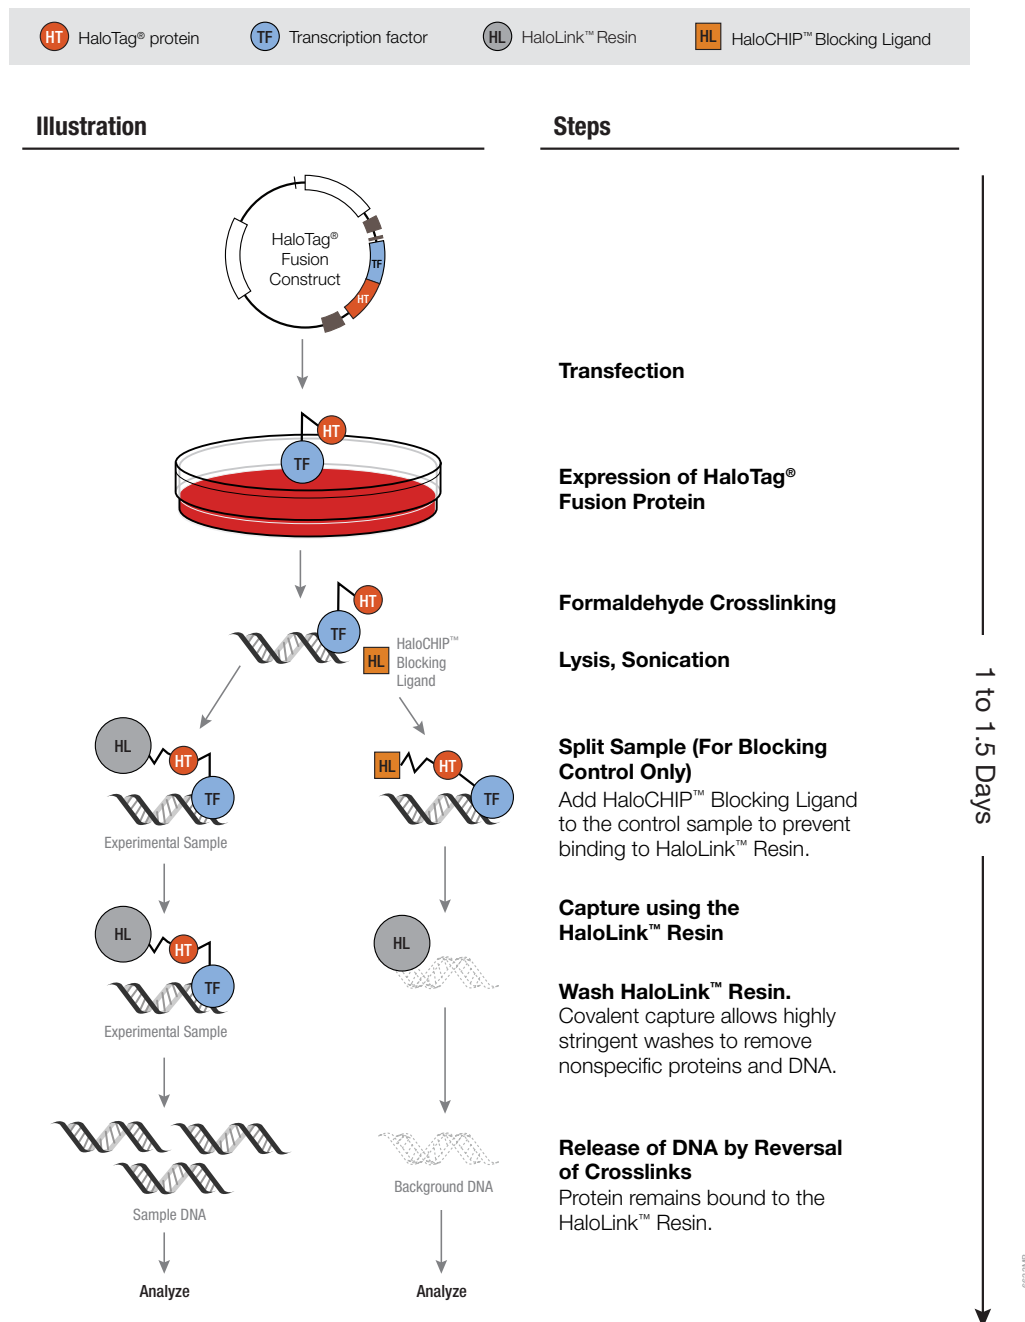 HT HaloTag® protein
TF Transcription factor
HL HaloLink™ Resin
HL HaloCHIP™ Blocking Ligand
Illustration
Steps
HaloTag®
Fusion
Construct
TF
HT
Transfection
HT
TF
Expression of HaloTag®
Fusion Protein
Formaldehyde Crosslinking
HT
TF
HL
HaloCHIP™
Blocking
Ligand
Lysis, Sonication
HL
HT
TF
Experimental Sample
HL
HT
TF
Split Sample (For Blocking
Control Only)
Add HaloCHIP™ Blocking Ligand
to the control sample to prevent
binding to HaloLink™ Resin.
HL
HT
TF
Experimental Sample
HL
Capture using the
HaloLink™ Resin
Wash HaloLink™ Resin.
Covalent capture allows highly
stringent washes to remove
nonspecific proteins and DNA.
Sample DNA
Background DNA
Release of DNA by Reversal
of Crosslinks
Protein remains bound to the
HaloLink™ Resin.
Analyze
Analyze
1 to 1.5 Days